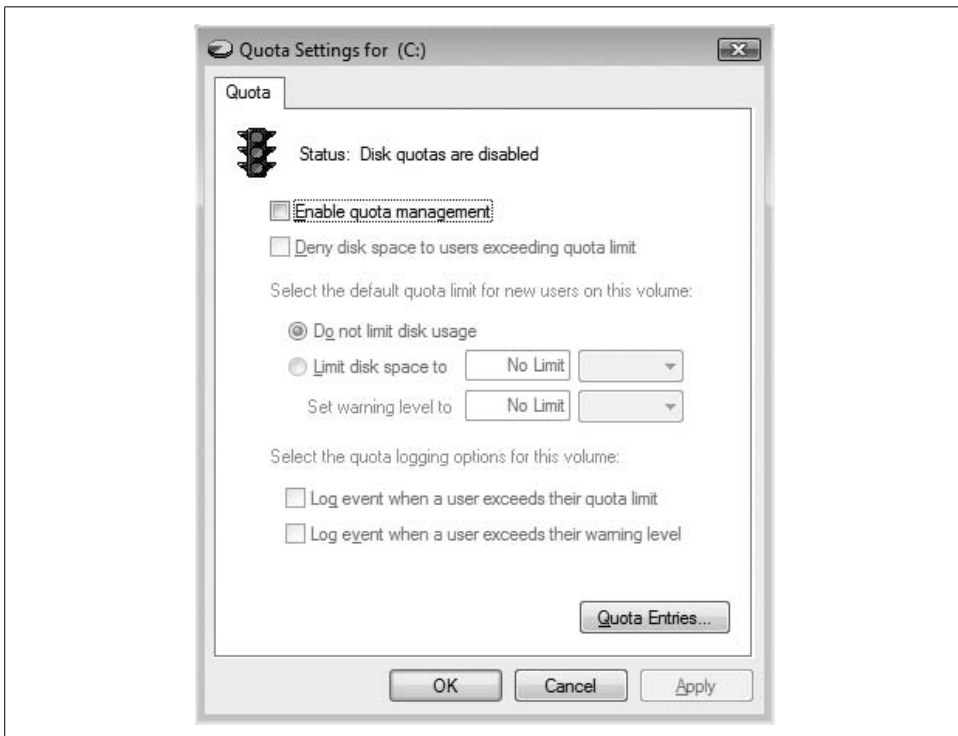 Quota Settings for (C:)
Quota
Status: Disk quotas are disabled
Enable quota management
Deny disk space to users exceeding quota limit
Select the default quota limit for new users on this volume:
Do not limit disk usage
Limit disk space to No Limit
Set warning level to No Limit
Select the quota logging options for this volume:
Log event when a user exceeds their quota limit
Log event when a user exceeds their warning level
Quota Entries...
OK Cancel Apply